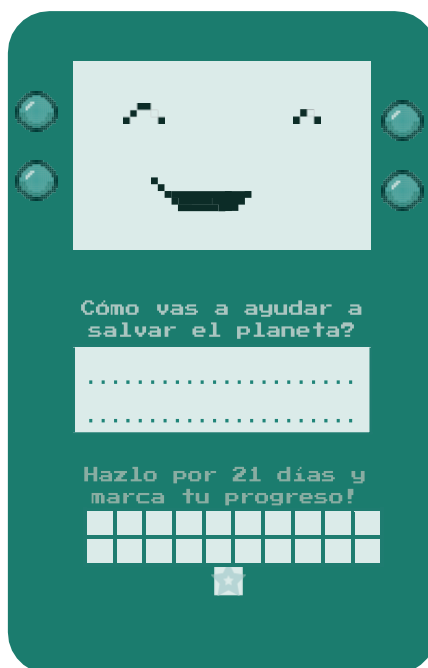 Cómo vas a ayudar a
salvar el planeta?
Hazlo por 21 días y
marca tu progreso!